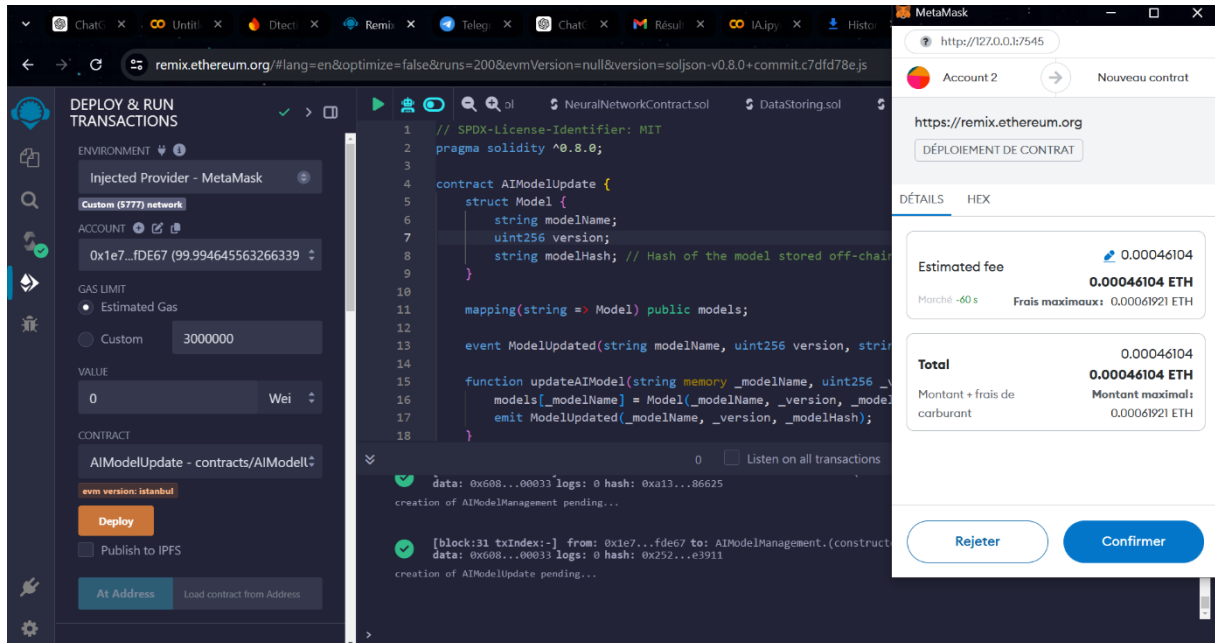 ChatG
Untitl
Dtecti
Remix
Telegr
ChatG
Résult
IA.ipy
Histor
remix.ethereum.org/#lang=en&optimize=false&runs=200&evmVersion=null&version=soljson-v0.8.0+commit.c7dfd78e.js
DEPLOY & RUN
TRANSACTIONS
ENVIRONMENT
Injected Provider - MetaMask
Custom (5777) network
ACCOUNT
0x1e7...fDE67 (99.994645563266339
GAS LIMIT
Estimated Gas
Custom 3000000
VALUE
0 Wei
CONTRACT
AIModelUpdate - contracts/AIModelU
evm version: istanbul
Deploy
Publish to IPFS
At Address Load contract from Address
ol NeuralNetworkContract.sol DataStoring.sol
1 // SPDX-License-Identifier: MIT
2 pragma solidity ^0.8.0;
3
4 contract AIModelUpdate {
5 struct Model {
6 string modelName;
7 uint256 version;
8 string modelHash; // Hash of the model stored off-chain
9 }
10
11 mapping(string => Model) public models;
12
13 event ModelUpdated(string modelName, uint256 version, strin
14
15 function updateAIModel(string memory _modelName, uint256 _v
16 models[_modelName] = Model(_modelName, _version, _model
17 emit ModelUpdated(_modelName, _version, _modelHash);
18 }
0 Listen on all transactions
data: 0x608...00033 logs: 0 hash: 0xa13...86625
creation of AIModelManagement pending...
[block:31 txIndex:-] from: 0x1e7...fde67 to: AIModelManagement.(construct
data: 0x608...00033 logs: 0 hash: 0x252...e3911
creation of AIModelUpdate pending...
>
MetaMask
http://127.0.0.1:7545
Account 2 Nouveau contrat
https://remix.ethereum.org
DÉPLOIEMENT DE CONTRAT
DÉTAILS HEX
0.00046104
Estimated fee
0.00046104 ETH
Marché ~60 s Frais maximaux: 0.00061921 ETH
0.00046104
Total
0.00046104 ETH
Montant + frais de Montant maximal:
carburant 0.00061921 ETH
Rejeter Confirmer